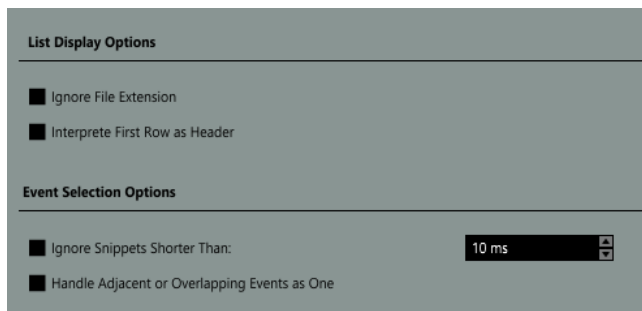 List Display Options
Ignore File Extension
Interprete First Row as Header
Event Selection Options
Ignore Snippets Shorter Than: 10 ms
Handle Adjacent or Overlapping Events as One